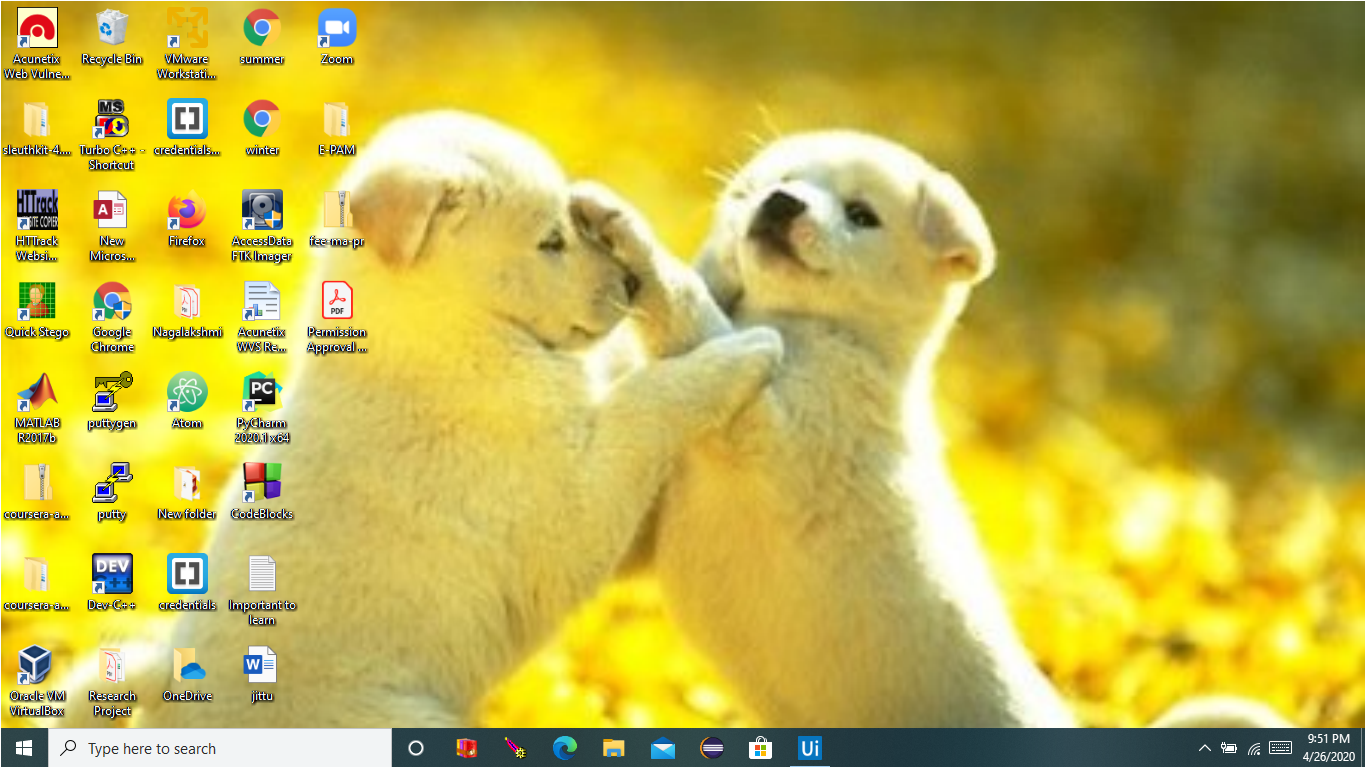 Acunetix
Web Vulne...
Recycle Bin
VMware
Workstati...
summer
Zoom
sleuthkit-4....
MS
Turbo C++ -
Shortcut
credentials...
winter
E-PAM
HTTrack
HTTrack
Websi...
New
Micros...
Firefox
AccessData
FTK Imager
fee-ma-pr
Quick Stego
Google
Chrome
Nagalakshmi
Acunetix
WVS Re...
PDF
Permission
Approval ...
MATLAB
R2017b
puttygen
Atom
PC
PyCharm
2020.1 x64
coursera-a...
putty
New folder
CodeBlocks
coursera-a...
DEV
C++
Dev-C++
credentials
Important to
learn
Oracle VM
VirtualBox
Research
Project
OneDrive
W
jittu
Type here to search
Ui
9:51 PM
4/26/2020